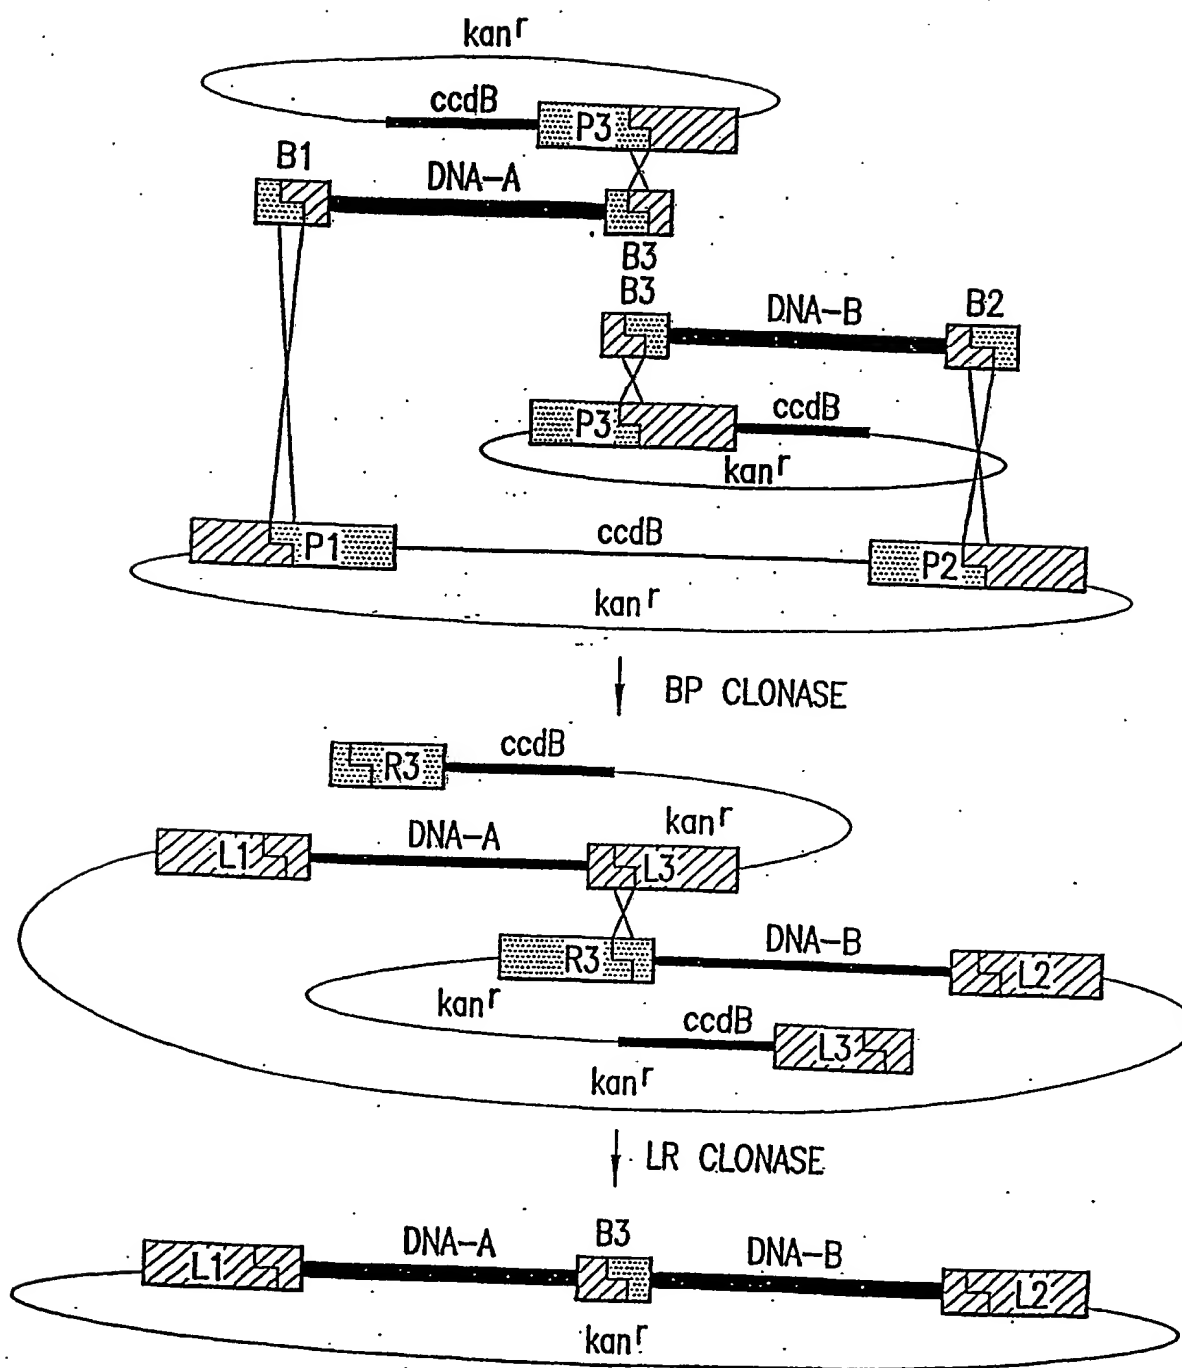 kanʳ
ccdB
P3
B1
DNA-A
B3
B3
DNA-B
B2
P3
ccdB
kanʳ
P1
ccdB
P2
kanʳ
BP CLONASE
R3
ccdB
kanʳ
L1
DNA-A
L3
R3
DNA-B
L2
kanʳ
ccdB
L3
kanʳ
LR CLONASE
L1
DNA-A
B3
DNA-B
L2
kanʳ